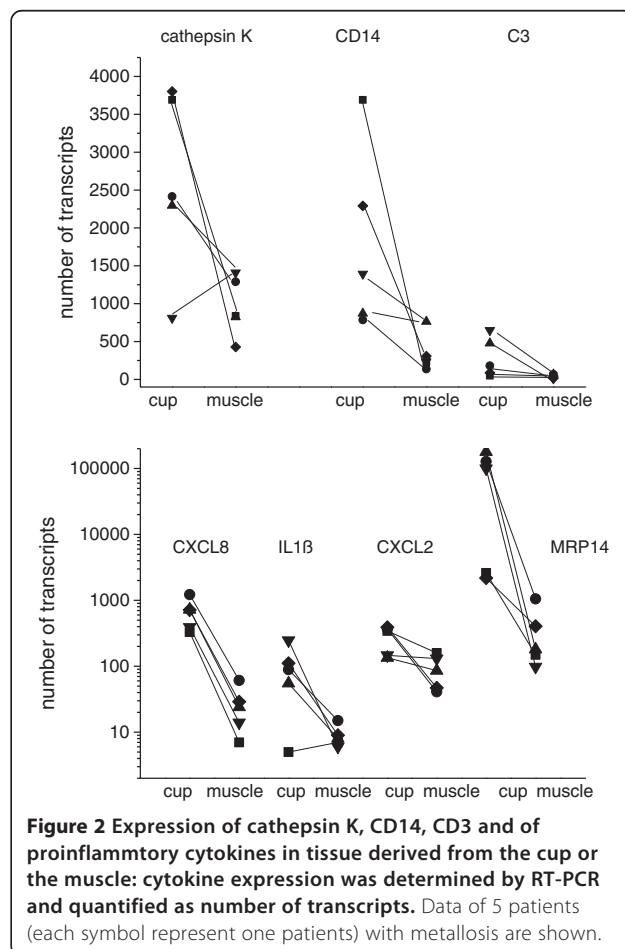 cathepsin K CD14 C3
4000
3500
3000
2500
2000
1500
1000
500
0
number of transcripts
cup muscle cup muscle cup muscle
100000
10000
1000
100
10
number of transcripts
CXCL8 IL1ß CXCL2 MRP14
cup muscle cup muscle cup muscle cup muscle
Figure 2 Expression of cathepsin K, CD14, CD3 and of
proinflammtory cytokines in tissue derived from the cup or
the muscle: cytokine expression was determined by RT-PCR
and quantified as number of transcripts. Data of 5 patients
(each symbol represent one patients) with metallosis are shown.